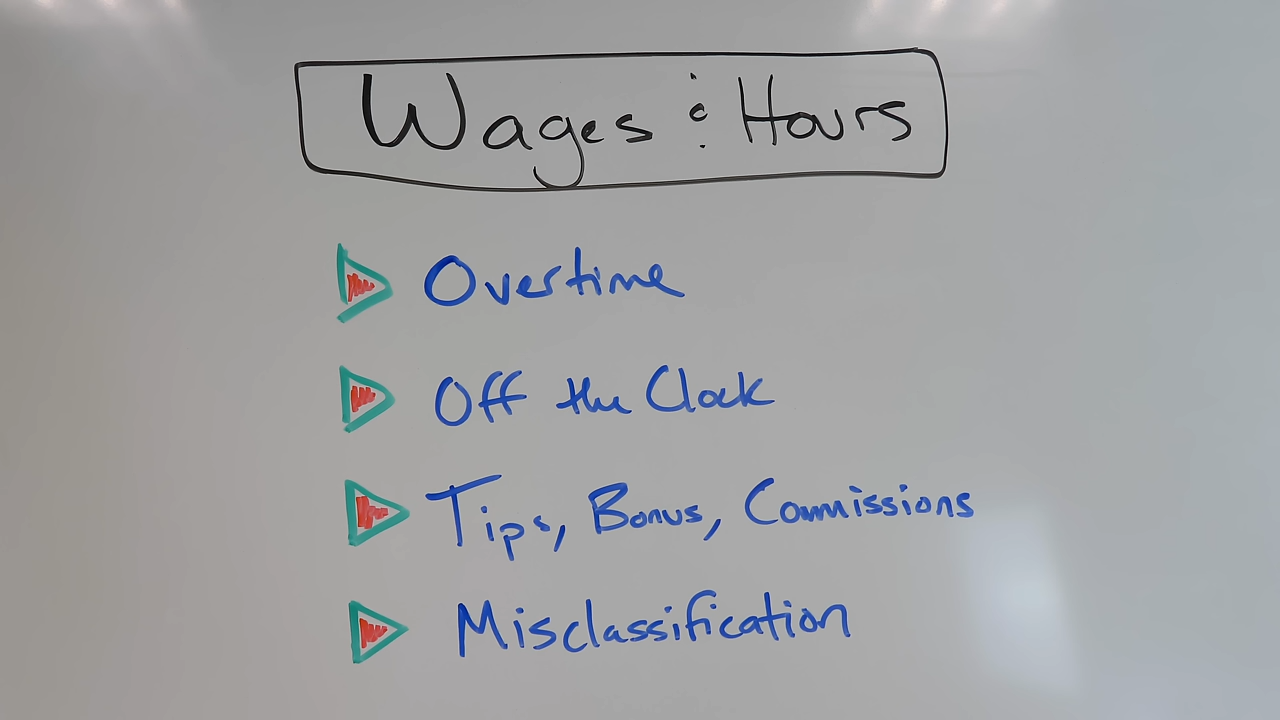 Wages & Hours
Overtime
Off the Clock
Tips, Bonus, Commissions
Misclassification